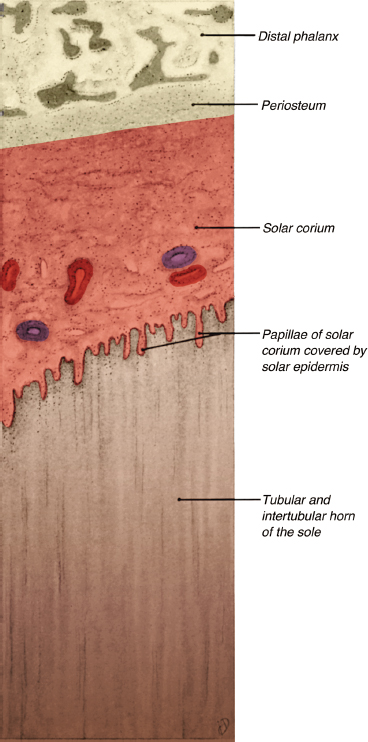 Distal phalanx
Periosteum
Solar corium
Papillae of solar
corium covered by
solar epidermis
Tubular and
intertubular horn
of the sole